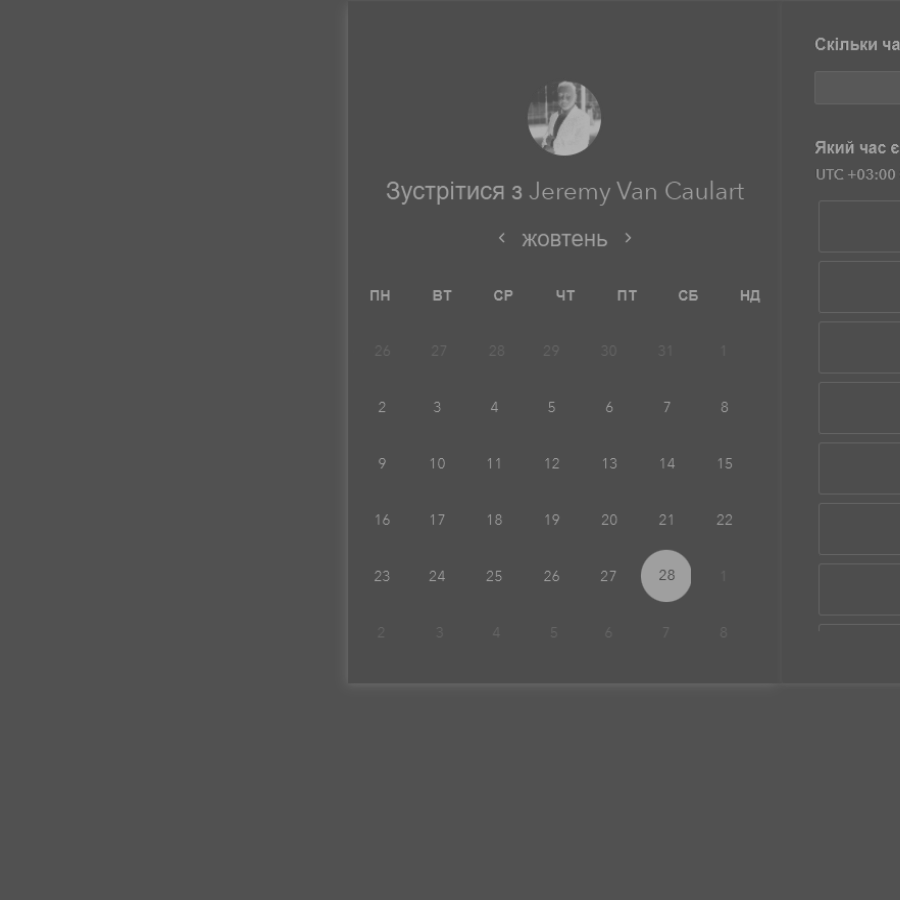 Зустрітися з Jeremy Van Caulart
жовтень
ПН ВТ СР ЧТ ПТ СБ НД
26 27 28 29 30 31 1
2 3 4 5 6 7 8
9 10 11 12 13 14 15
16 17 18 19 20 21 22
23 24 25 26 27 28 1
2 3 4 5 6 7 8
Скільки ча
Який час є
UTC +03:00